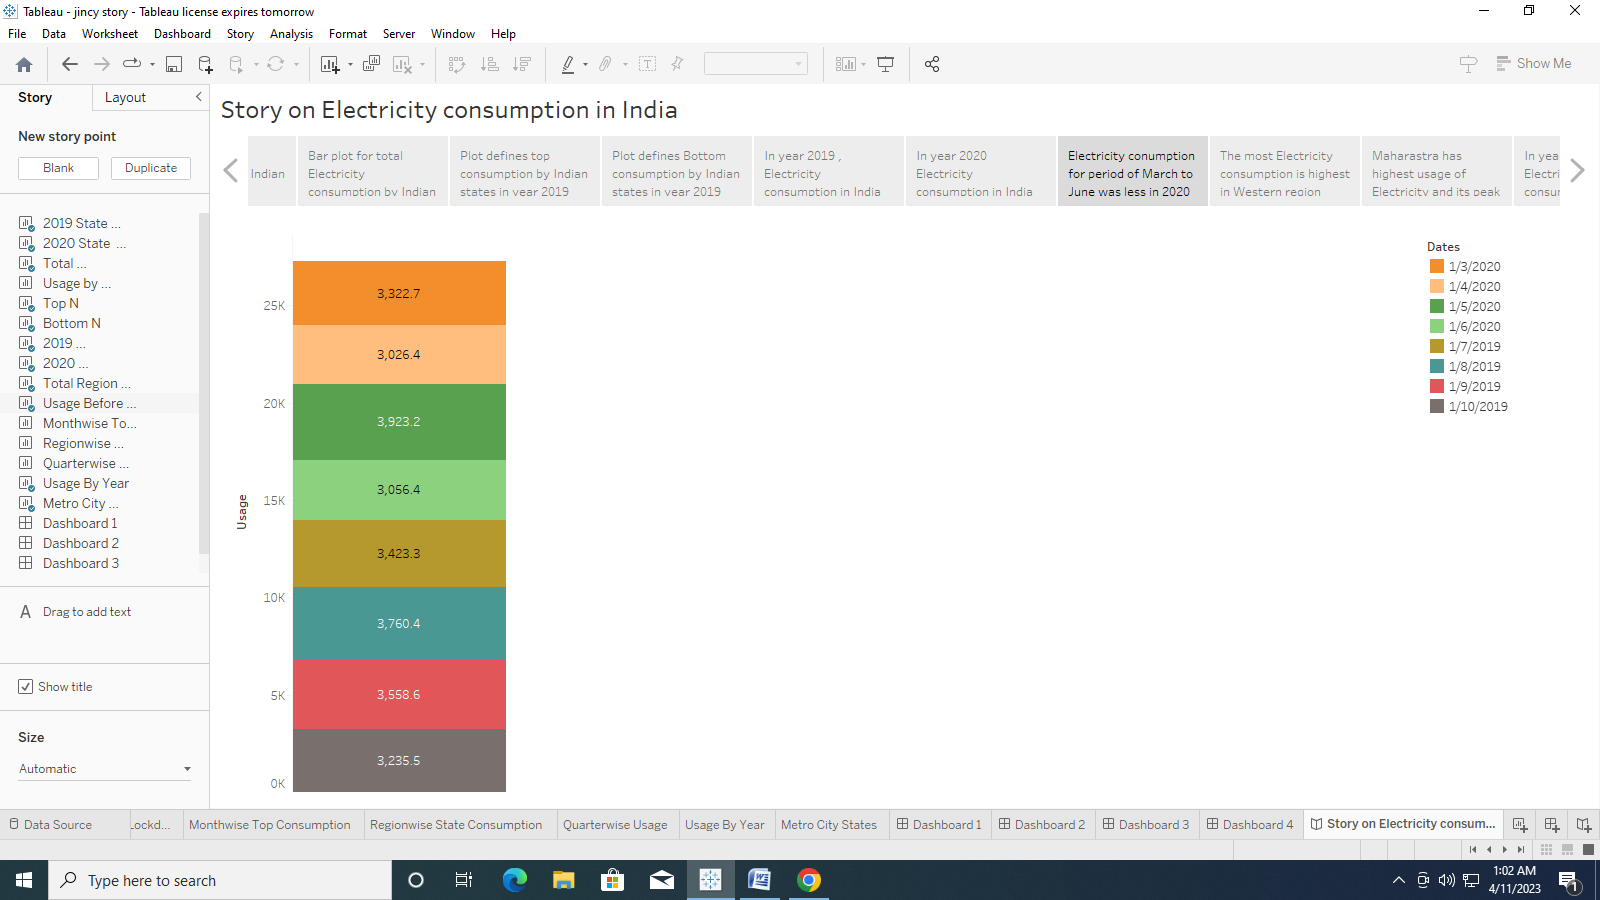 Tableau - jincy story - Tableau license expires tomorrow
File Data Worksheet Dashboard Story Analysis Format Server Window Help
Show Me
Story Layout
New story point
Blank Duplicate
2019 State ...
2020 State ...
Total ...
Usage by ...
Top N
Bottom N
2019 ...
2020 ...
Total Region ...
Usage Before ...
Monthwise To...
Regionwise ...
Quarterwise ...
Usage By Year
Metro City ...
Dashboard 1
Dashboard 2
Dashboard 3
A Drag to add text
Show title
Size
Automatic
Story on Electricity consumption in India
Indian
Bar plot for total
Electricity
consumption by Indian
Plot defines top
consumption by Indian
states in year 2019
Plot defines Bottom
consumption by Indian
states in year 2019
In year 2019 ,
Electricity
consumption in India
In year 2020
Electricity
consumption in India
Electricity conumption
for period of March to
June was less in 2020
The most Electricity
consumption is highest
in Western region
Maharastra has
highest usage of
Electricity and its peak
In yea
Electri
consur
Usage
25K
20K
15K
10K
5K
0K
3,322.7
3,026.4
3,923.2
3,056.4
3,423.3
3,760.4
3,558.6
3,235.5
Dates
1/3/2020
1/4/2020
1/5/2020
1/6/2020
1/7/2019
1/8/2019
1/9/2019
1/10/2019
Data Source Lockd... Monthwise Top Consumption Regionwise State Consumption Quarterwise Usage Usage By Year Metro City States Dashboard 1 Dashboard 2 Dashboard 3 Dashboard 4 Story on Electricity consum...
Type here to search
1:02 AM
4/11/2023
1